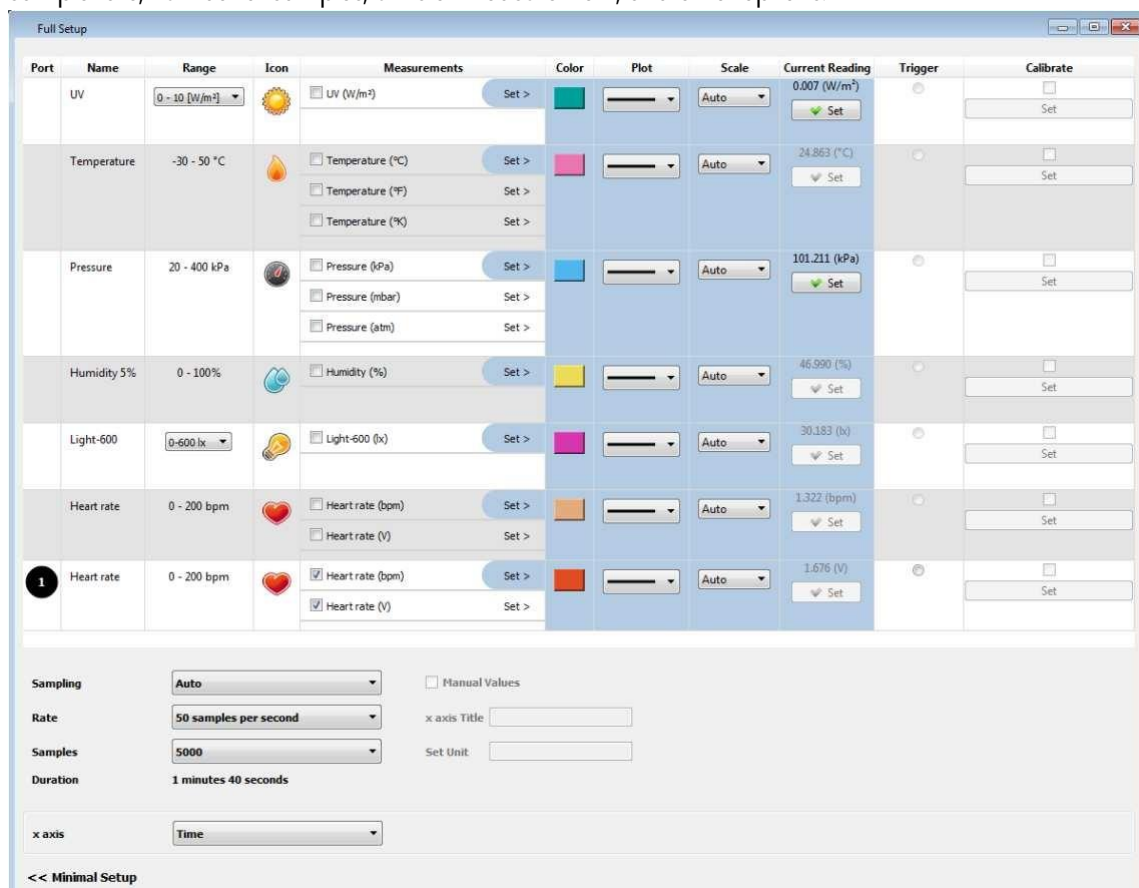 Full Setup
Port Name Range Icon Measurements Color Plot Scale Current Reading Trigger Calibrate
UV 0 - 10 [W/m²] UV (W/m²) Set > Auto 0.007 (W/m²) Set
Set
Temperature -30 - 50 °C Temperature (°C) Set > Auto 24.863 (°C) Set
Set
Temperature (°F) Set >
Temperature (°K) Set >
Pressure 20 - 400 kPa Pressure (kPa) Set > Auto 101.211 (kPa)
Set Set
Pressure (mbar) Set >
Pressure (atm) Set >
Humidity 5% 0 - 100% Humidity (%) Set > Auto 46.990 (%)
Set Set
Light-600 0-600 lx Light-600 (lx) Set > Auto 30.183 (lx)
Set Set
Heart rate 0 - 200 bpm Heart rate (bpm) Set > Auto 1.322 (bpm)
Set Set
Heart rate (V) Set >
1 Heart rate 0 - 200 bpm Heart rate (bpm) Set > Auto 1.676 (V)
Set Set
Heart rate (V) Set >
Sampling Auto Manual Values
Rate 50 samples per second x axis Title
Samples 5000 Set Unit
Duration 1 minutes 40 seconds
x axis Time
<< Minimal Setup